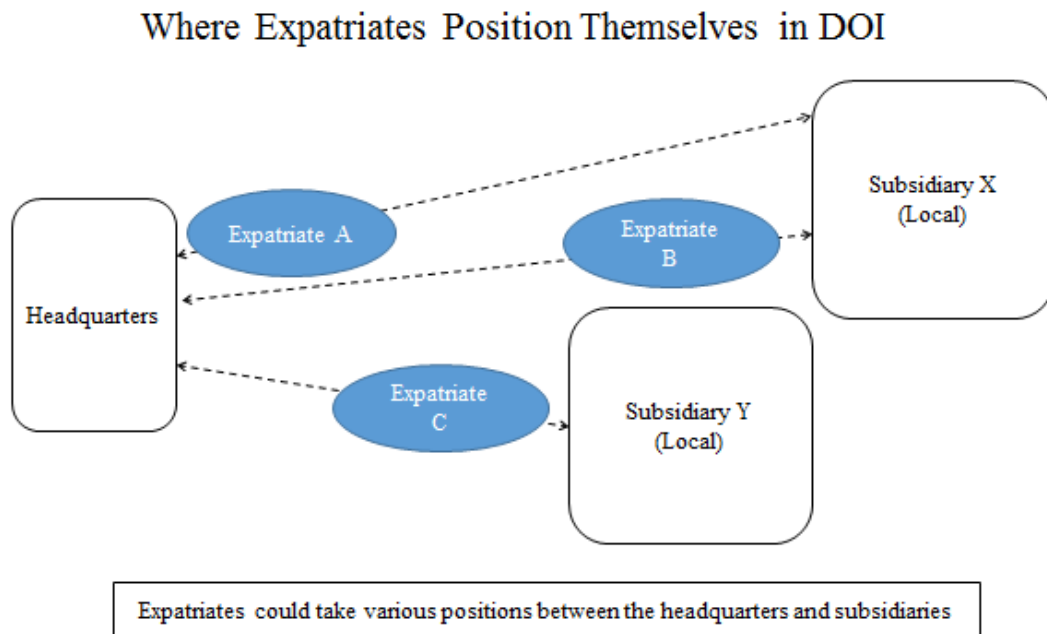 Where Expatriates Position Themselves in DOI
Subsidiary X
(Local)
Expatriate A
Expatriate
B
Headquarters
Expatriate
C
Subsidiary Y
(Local)
Expatriates could take various positions between the headquarters and subsidiaries